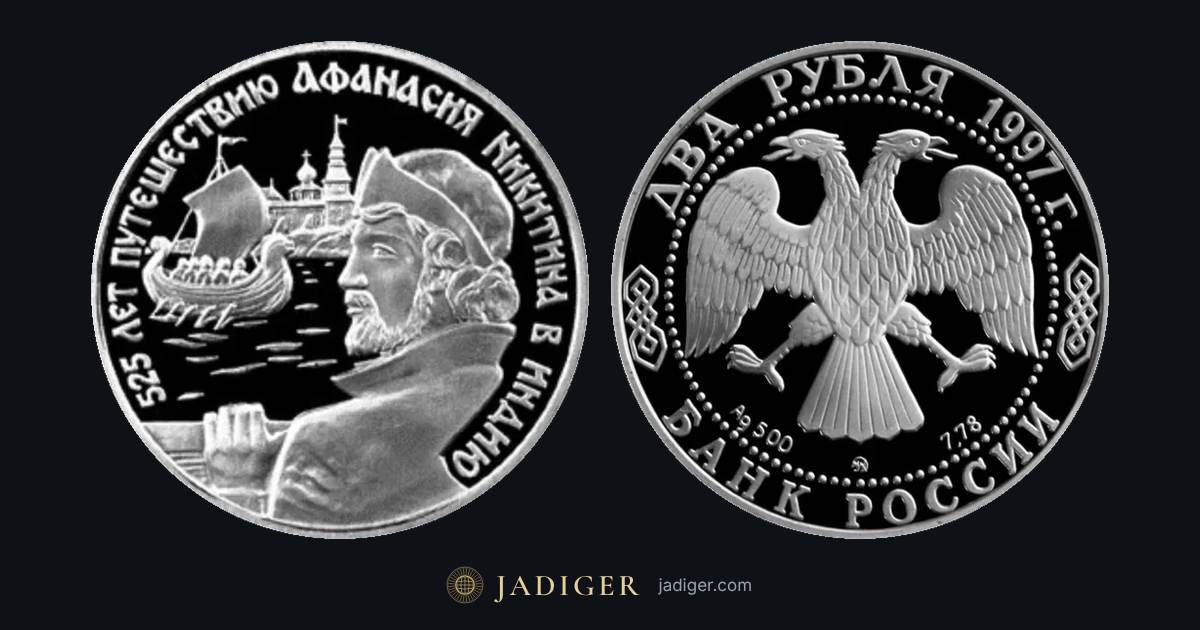 525 ЛЕТ ПУТЕШЕСТВИЮ АФАНАСИЯ НИКИТИНА В ИНДИЮ
ДВА РУБЛЯ 1997 г.
Ag 500
7.78
БАНК РОССИИ
JADIGER jadiger.com